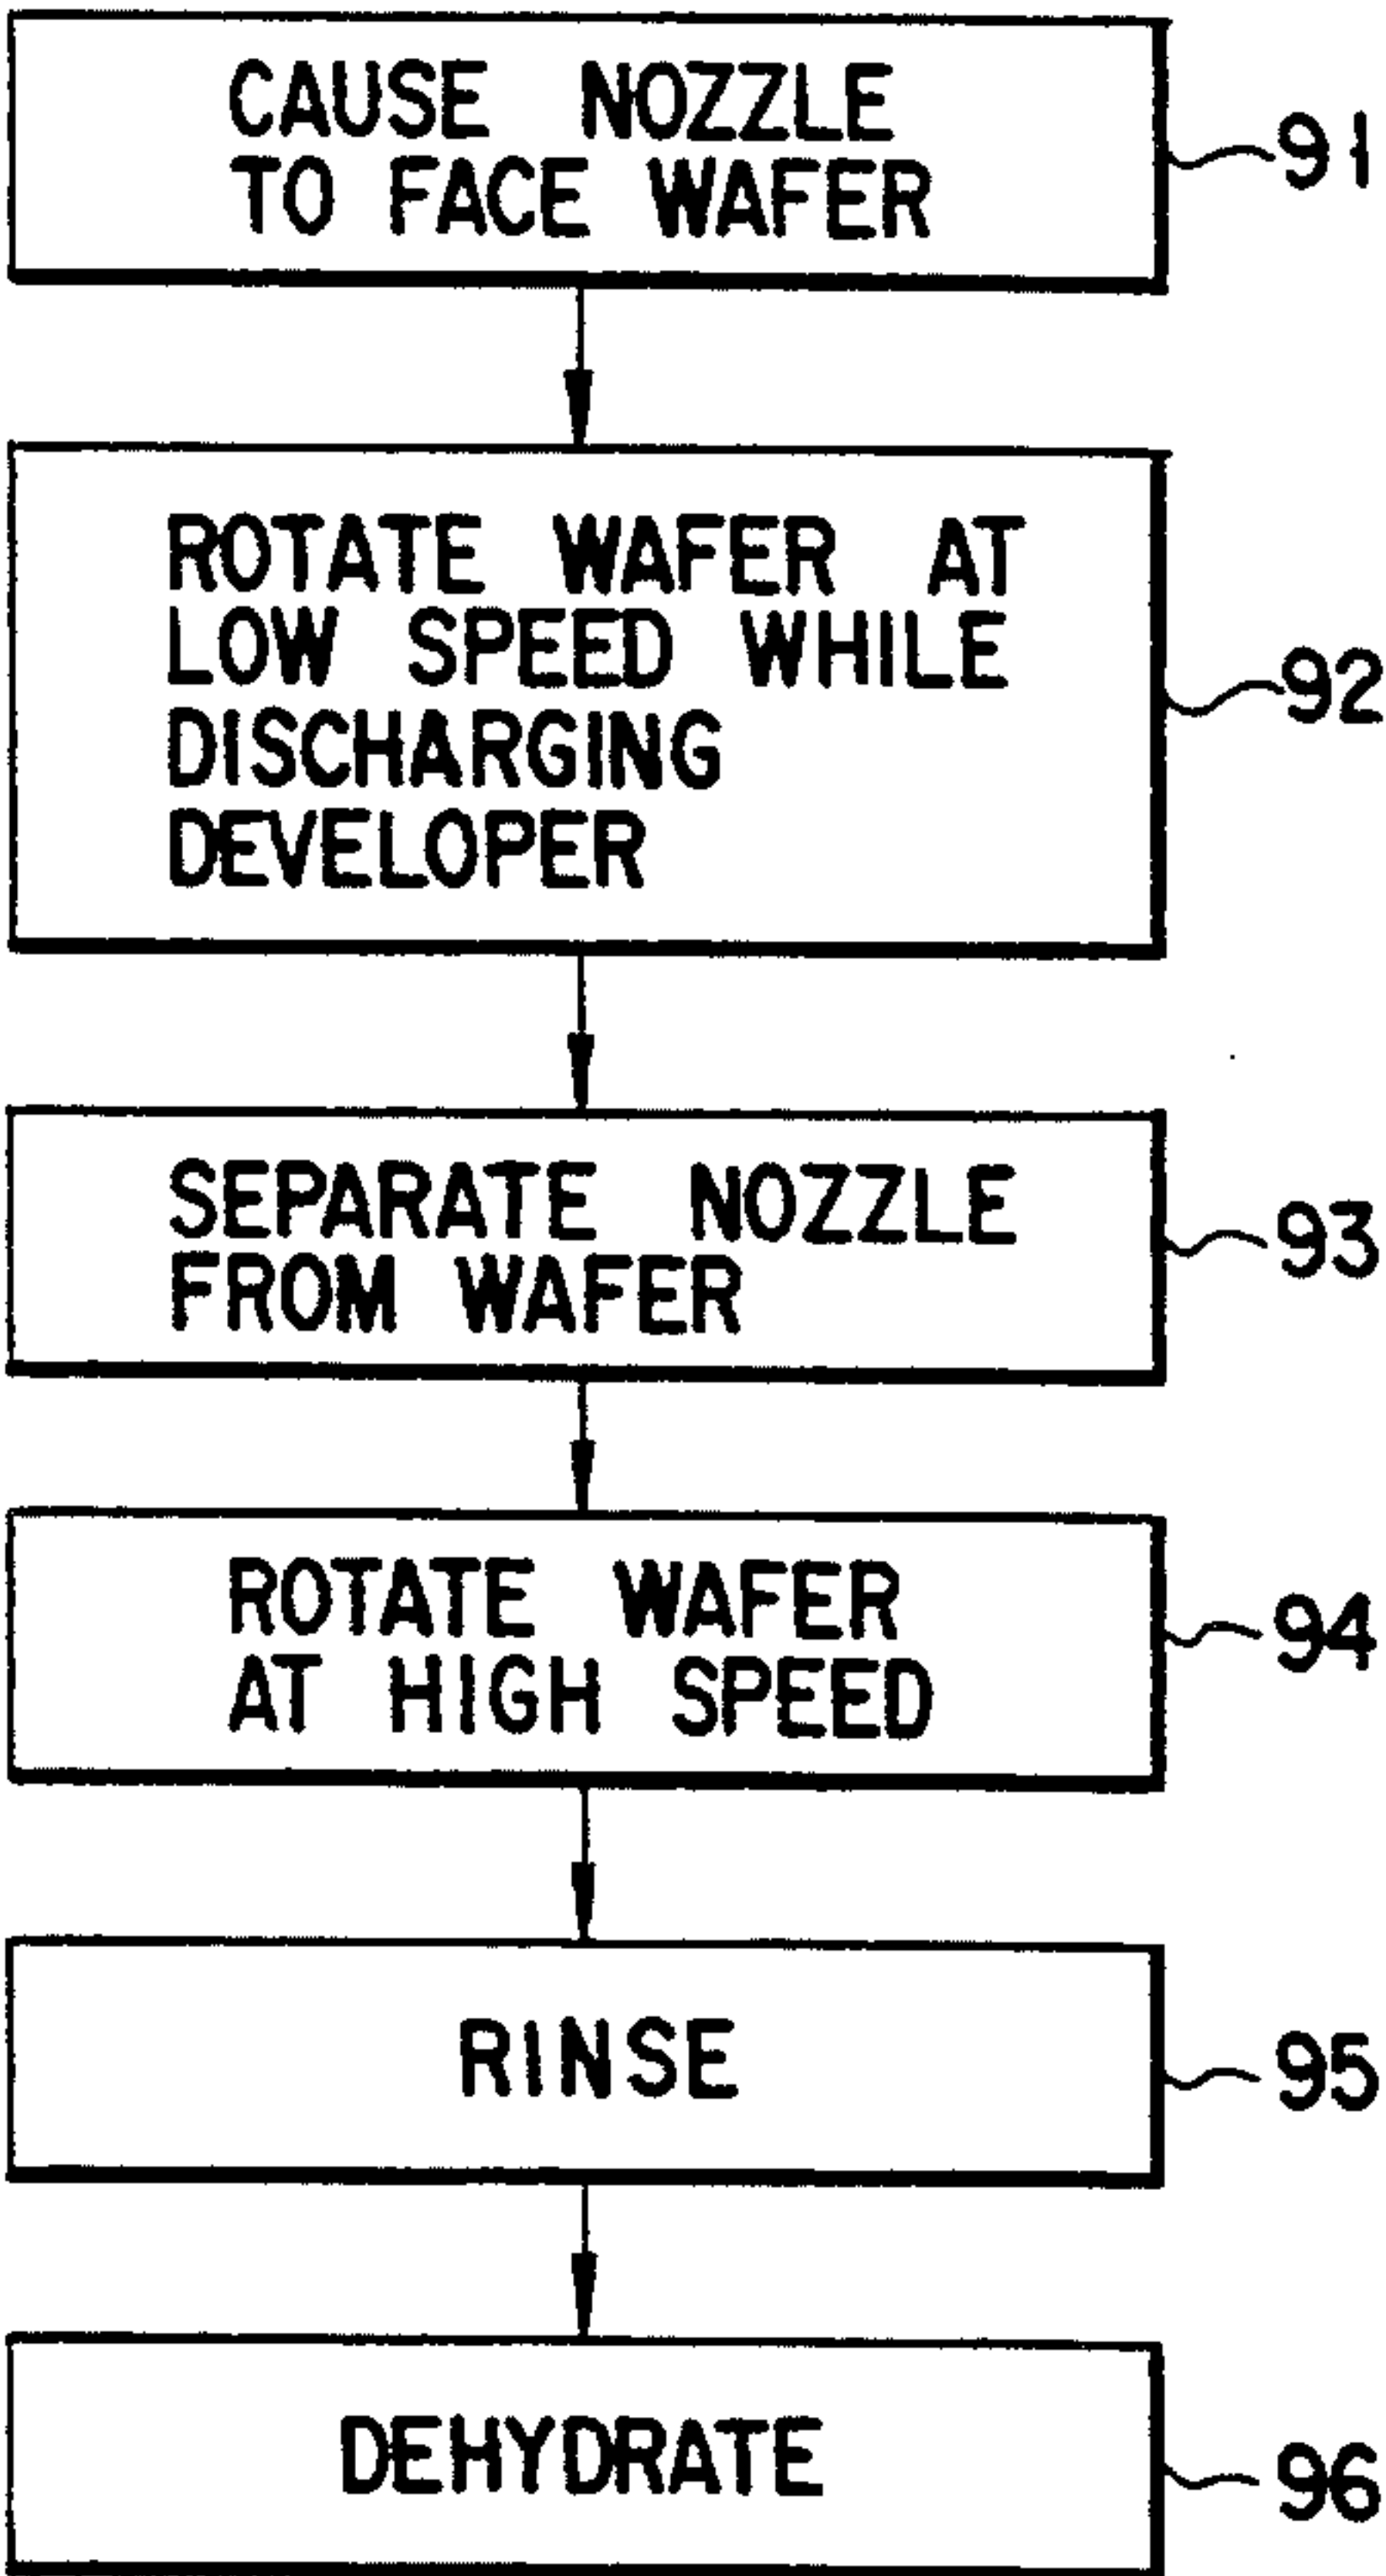 CAUSE NOZZLE
TO FACE WAFER
91
ROTATE WAFER AT
LOW SPEED WHILE
DISCHARGING
DEVELOPER
92
SEPARATE NOZZLE
FROM WAFER
93
ROTATE WAFER
AT HIGH SPEED
94
RINSE
95
DEHYDRATE
96